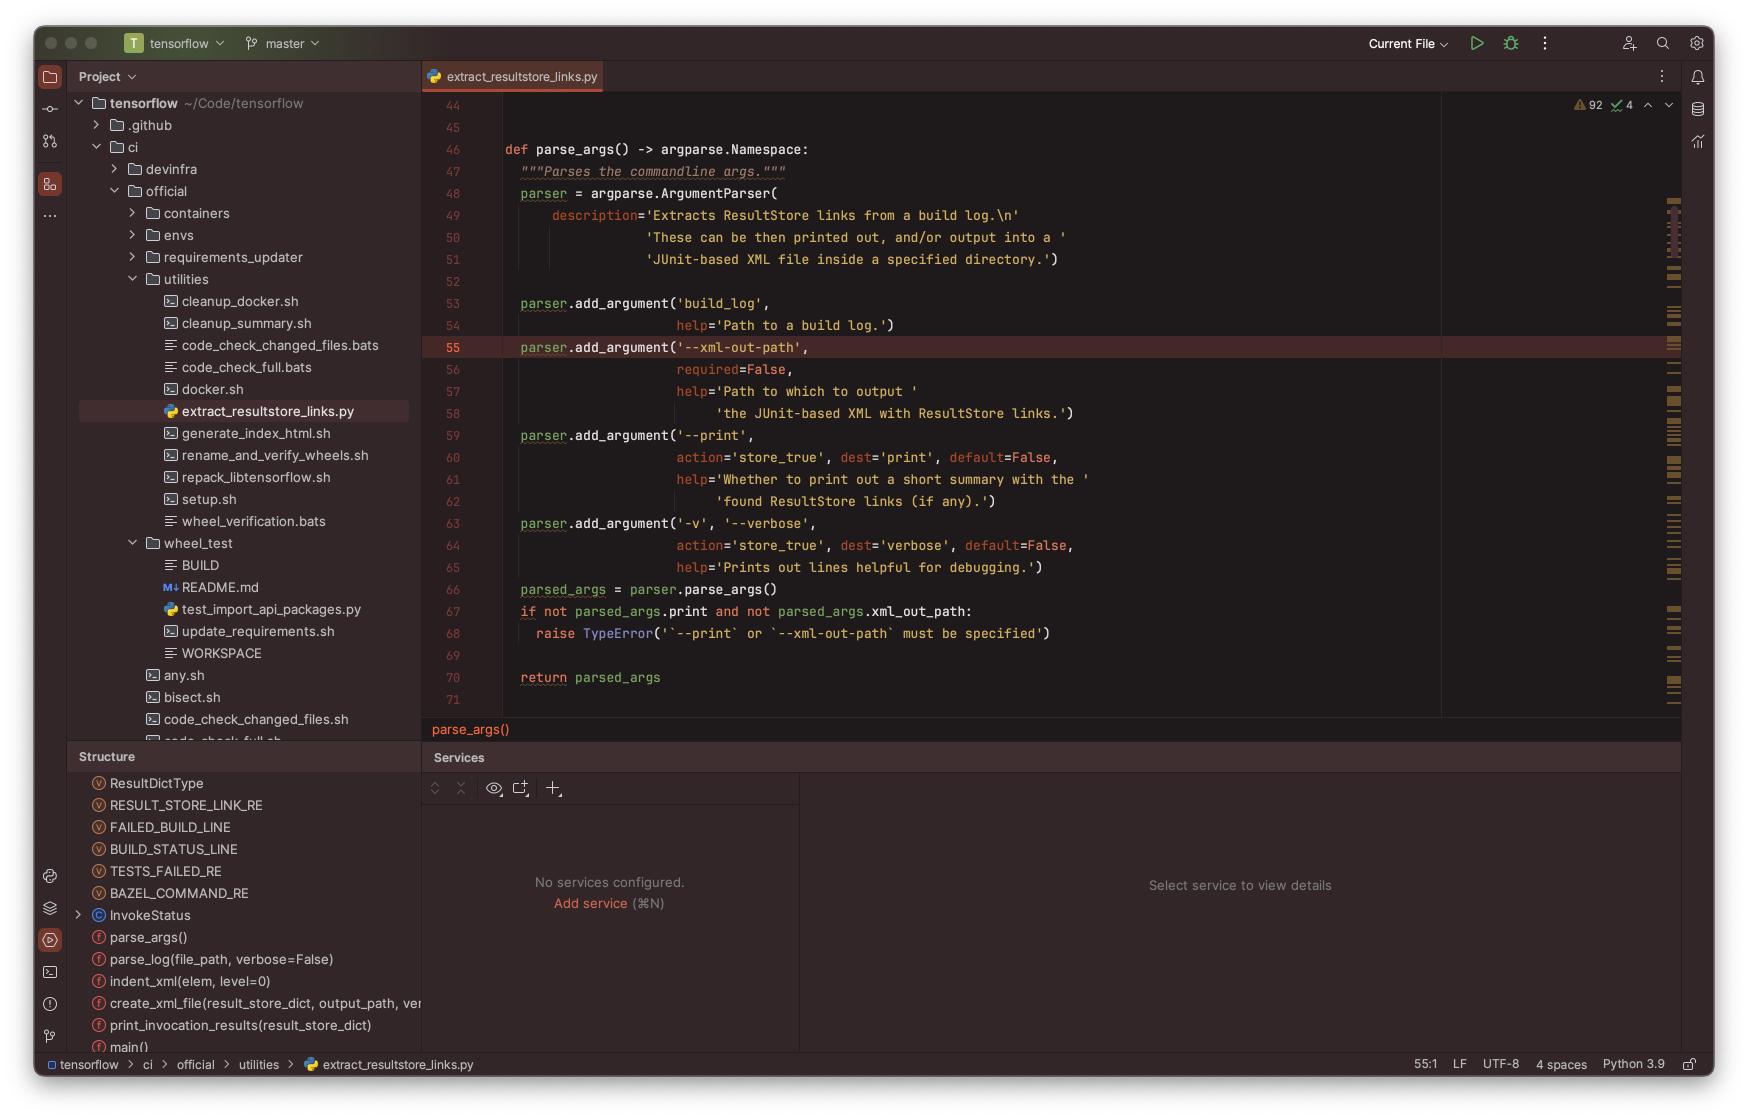 T tensorflow master Current File
Project
extract_resultstore_links.py
tensorflow ~/Code/tensorflow
.github
ci
devinfra
official
containers
envs
requirements_updater
utilities
cleanup_docker.sh
cleanup_summary.sh
code_check_changed_files.bats
code_check_full.bats
docker.sh
extract_resultstore_links.py
generate_index_html.sh
rename_and_verify_wheels.sh
repack_libtensorflow.sh
setup.sh
wheel_verification.bats
wheel_test
BUILD
M↓ README.md
test_import_api_packages.py
update_requirements.sh
WORKSPACE
any.sh
bisect.sh
code_check_changed_files.sh
code_check_full.sh
92 4
44
45
46 def parse_args() -> argparse.Namespace:
47 """Parses the commandline args."""
48 parser = argparse.ArgumentParser(
49 description='Extracts ResultStore links from a build log.\n'
50 'These can be then printed out, and/or output into a '
51 'JUnit-based XML file inside a specified directory.')
52
53 parser.add_argument('build_log',
54 help='Path to a build log.')
55 parser.add_argument('--xml-out-path',
56 required=False,
57 help='Path to which to output '
58 'the JUnit-based XML with ResultStore links.')
59 parser.add_argument('--print',
60 action='store_true', dest='print', default=False,
61 help='Whether to print out a short summary with the '
62 'found ResultStore links (if any).')
63 parser.add_argument('-v', '--verbose',
64 action='store_true', dest='verbose', default=False,
65 help='Prints out lines helpful for debugging.')
66 parsed_args = parser.parse_args()
67 if not parsed_args.print and not parsed_args.xml_out_path:
68 raise TypeError('`--print` or `--xml-out-path` must be specified')
69
70 return parsed_args
71
parse_args()
Structure
V ResultDictType
V RESULT_STORE_LINK_RE
V FAILED_BUILD_LINE
V BUILD_STATUS_LINE
V TESTS_FAILED_RE
V BAZEL_COMMAND_RE
C InvokeStatus
f parse_args()
f parse_log(file_path, verbose=False)
f indent_xml(elem, level=0)
f create_xml_file(result_store_dict, output_path, ver
f print_invocation_results(result_store_dict)
f main()
Services
No services configured.
Add service (⌘N)
Select service to view details
tensorflow ci official utilities extract_resultstore_links.py
55:1 LF UTF-8 4 spaces Python 3.9